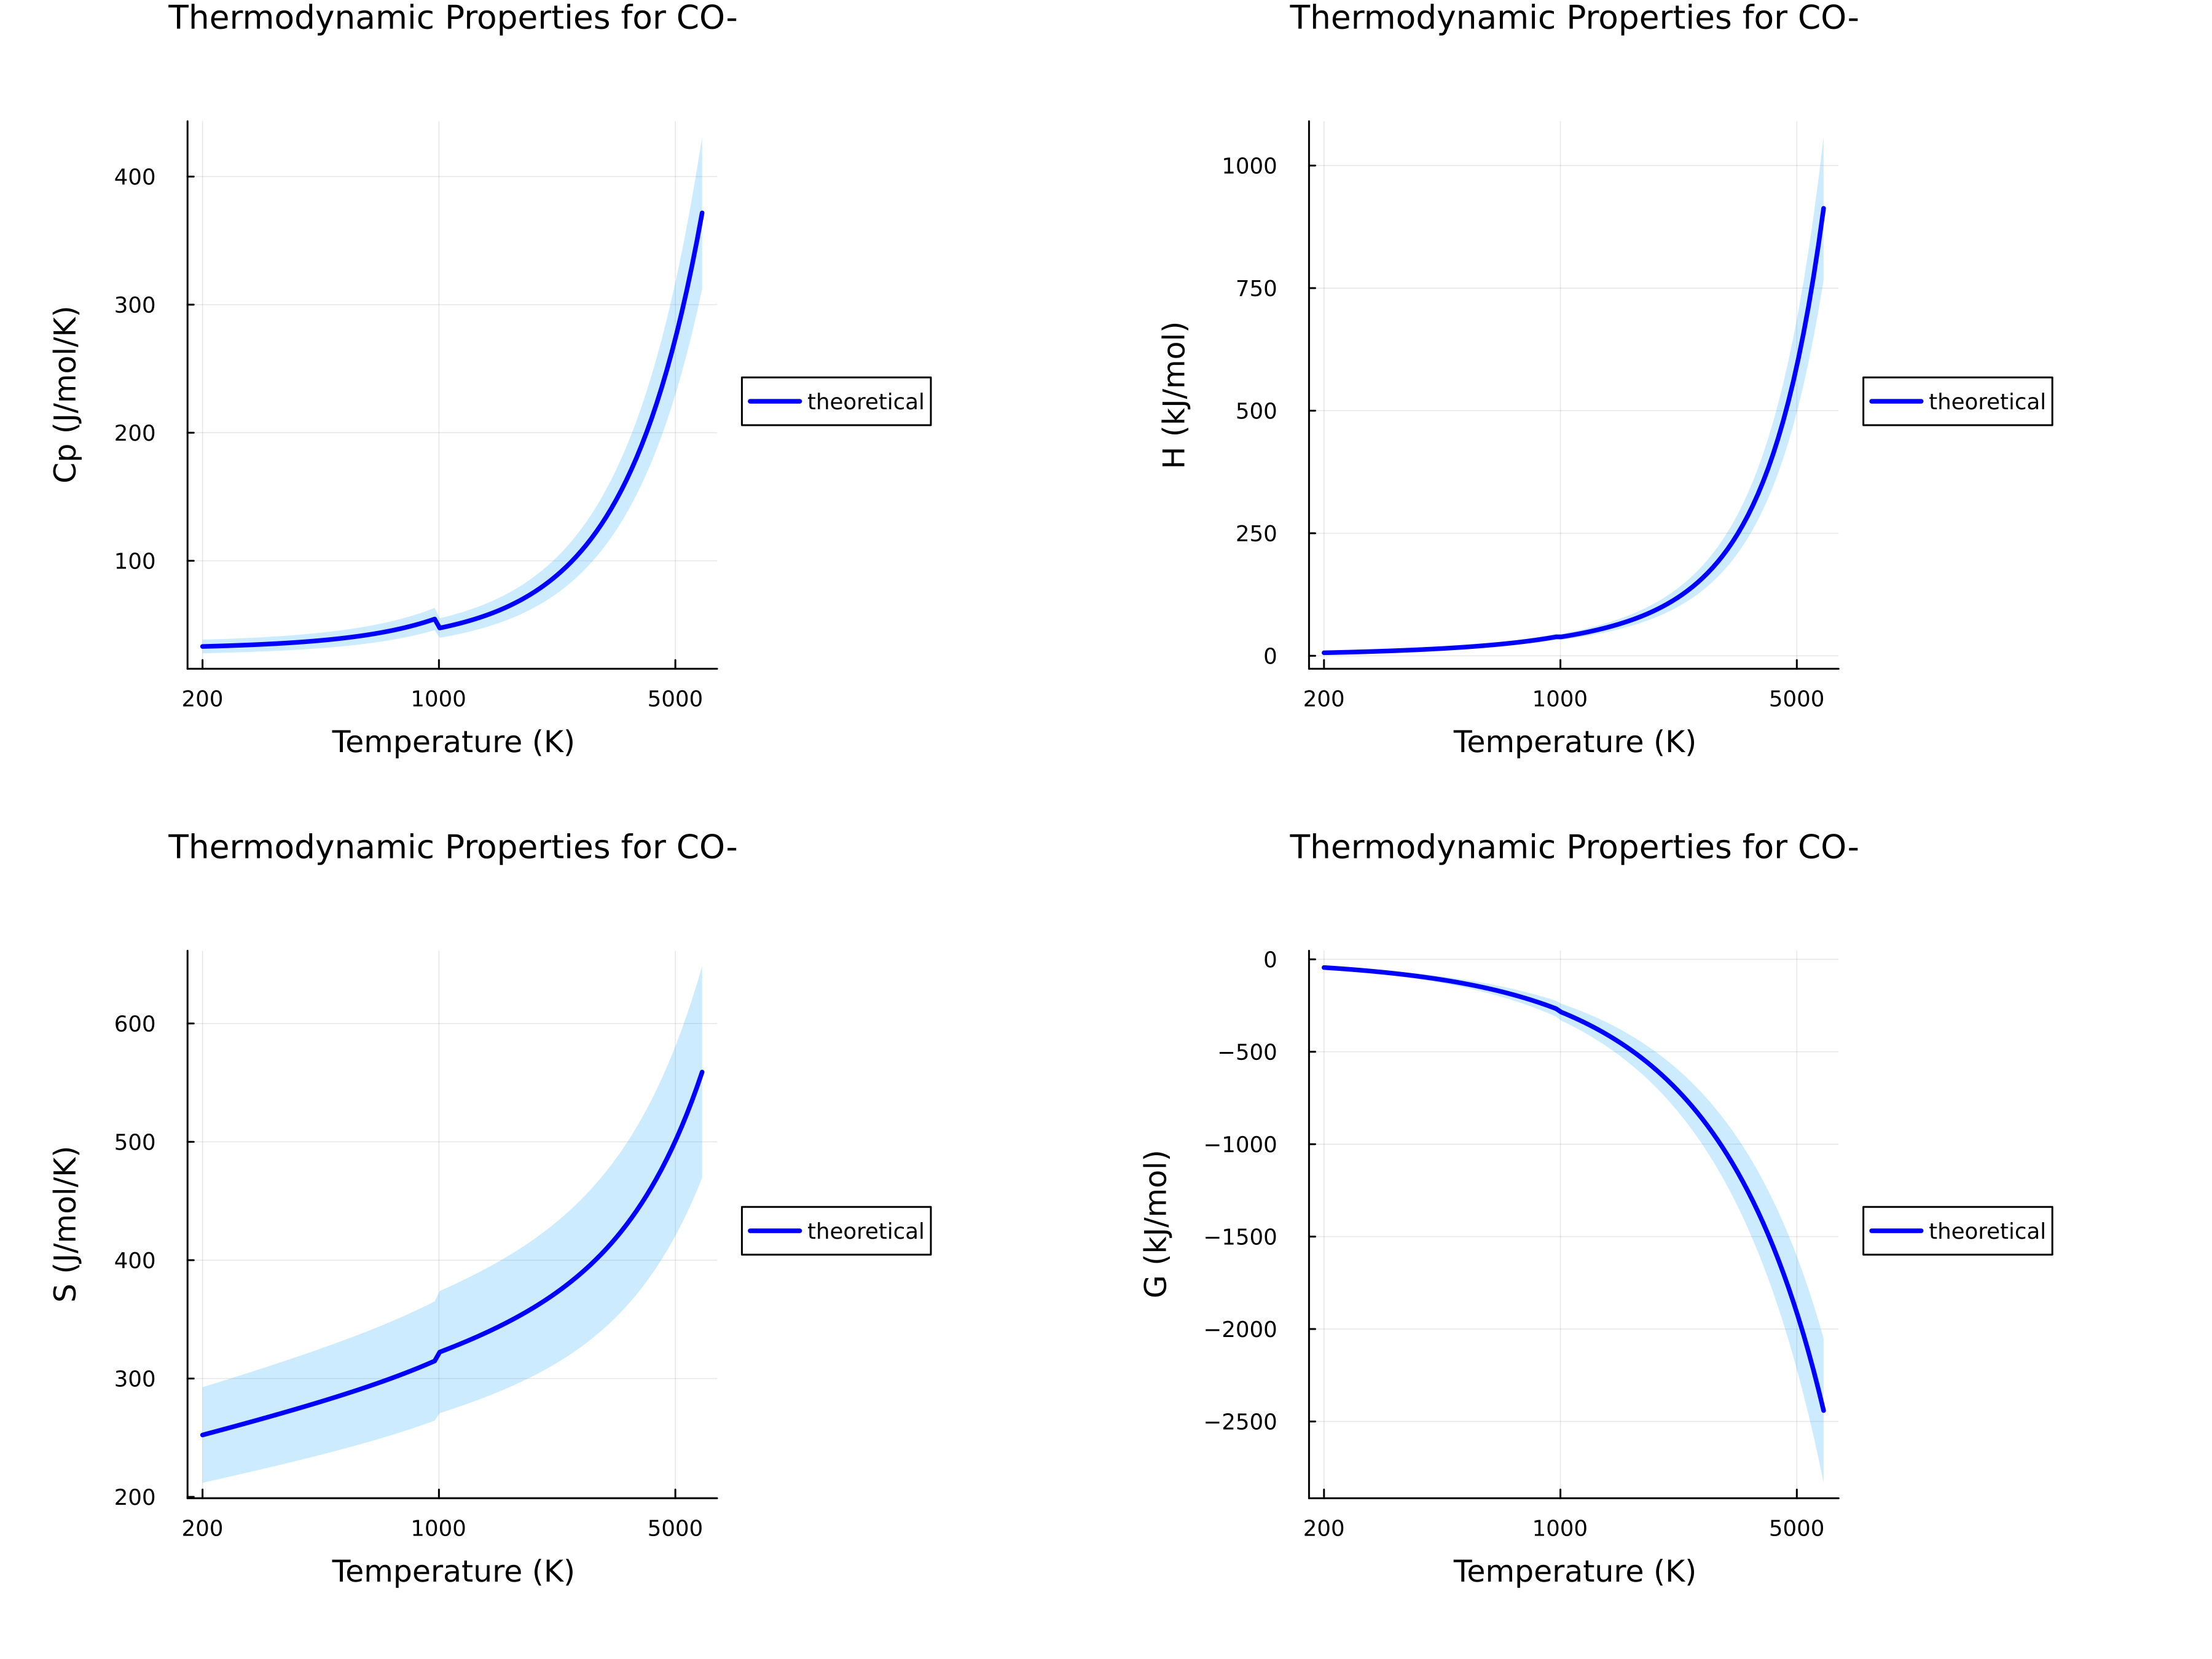 Thermodynamic Properties for CO-
Cp (J/mol/K)
400
300
200
100
200 1000 5000
Temperature (K)
theoretical
Thermodynamic Properties for CO-
H (kJ/mol)
1000
750
500
250
0
200 1000 5000
Temperature (K)
theoretical
Thermodynamic Properties for CO-
S (J/mol/K)
600
500
400
300
200
200 1000 5000
Temperature (K)
theoretical
Thermodynamic Properties for CO-
G (kJ/mol)
0
−500
−1000
−1500
−2000
−2500
200 1000 5000
Temperature (K)
theoretical